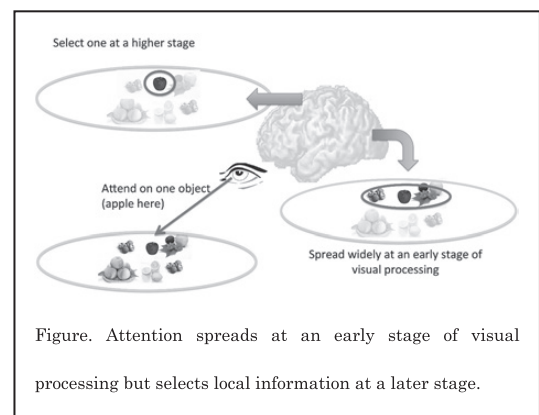 Select one at a higher stage
Attend on one object
(apple here)
Spread widely at an early stage of
visual processing
Figure. Attention spreads at an early stage of visual
processing but selects local information at a later stage.